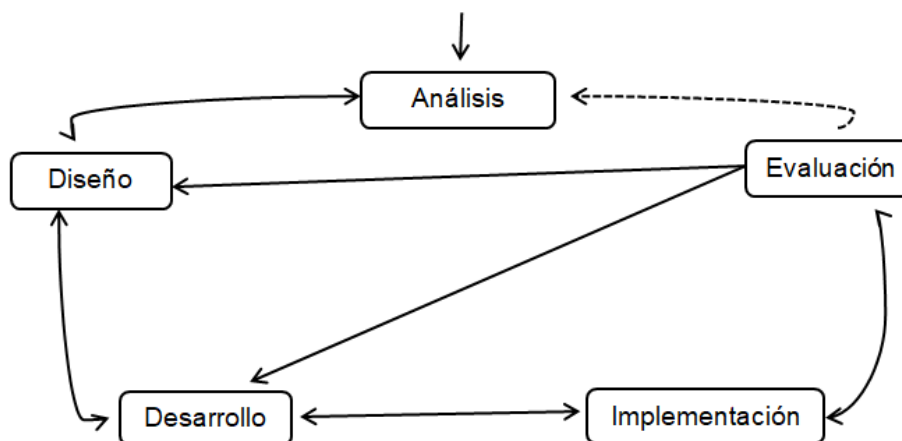 Análisis
Diseño
Evaluación
Desarrollo
Implementación